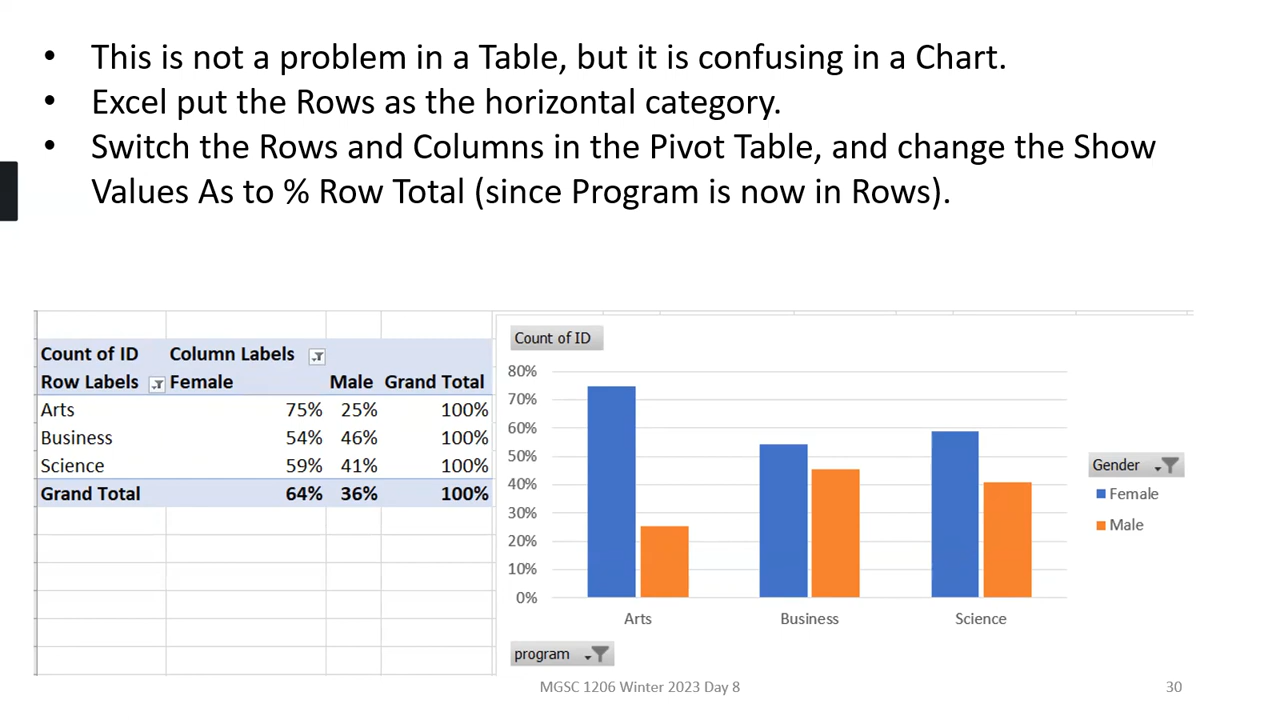 • This is not a problem in a Table, but it is confusing in a Chart.
• Excel put the Rows as the horizontal category.
• Switch the Rows and Columns in the Pivot Table, and change the Show
Values As to % Row Total (since Program is now in Rows).
Count of ID Column Labels
Row Labels Female Male Grand Total
Arts 75% 25% 100%
Business 54% 46% 100%
Science 59% 41% 100%
Grand Total 64% 36% 100%
Count of ID
80%
70%
60%
50%
40%
30%
20%
10%
0%
Arts Business Science
Gender
Female
Male
program
MGSC 1206 Winter 2023 Day 8 30